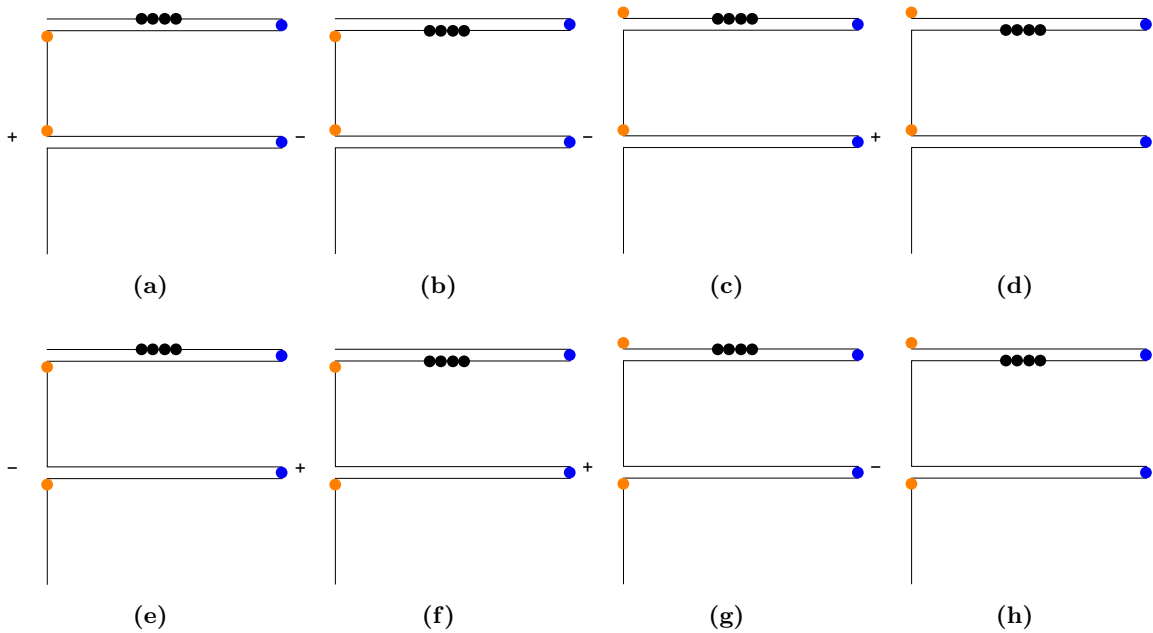 + − − +
(a) (b) (c) (d)
− + + −
(e) (f) (g) (h)